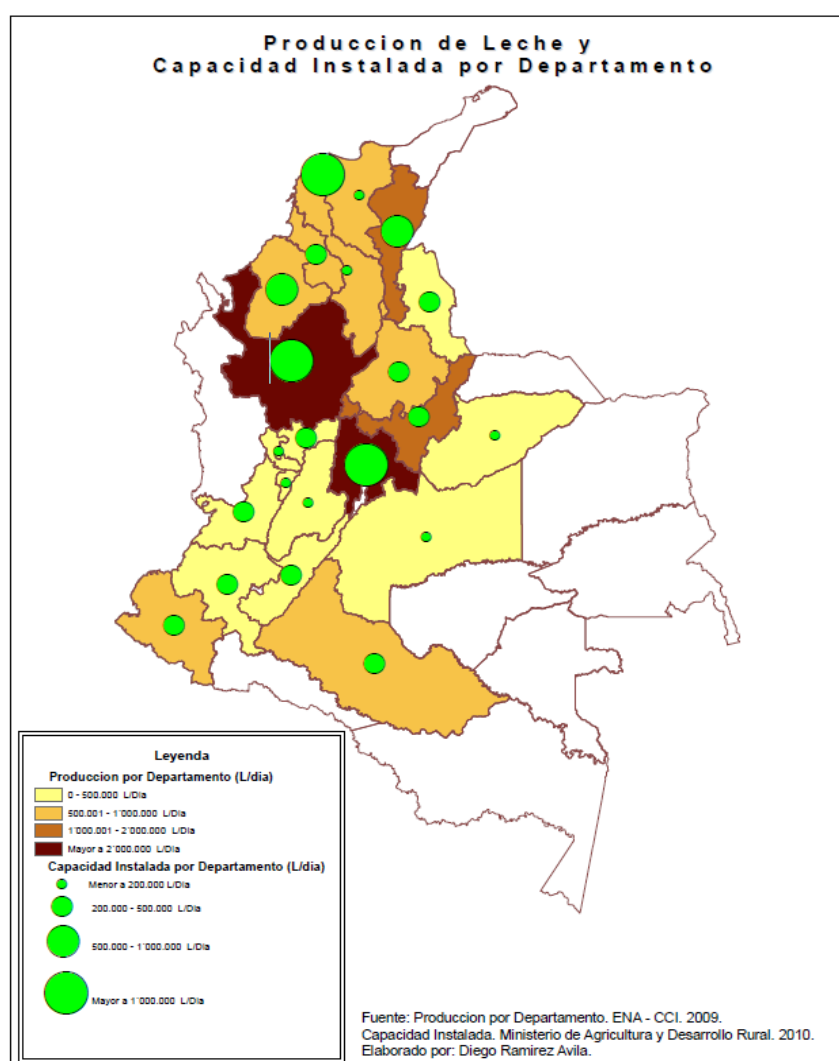 Produccion de Leche y
Capacidad Instalada por Departamento
Leyenda
Produccion por Departamento (L/dia)
0 - 500.000 L/Dia
500.001 - 1´000.000 L/Dia
1´000.001 - 2´000.000 L/Dia
Mayor a 2´000.000 L/Dia
Capacidad Instalada por Departamento (L/dia)
Menor a 200.000 L/Dia
200.000 - 500.000 L/Dia
500.000 - 1´000.000 L/Dia
Mayor a 1´000.000 L/Dia
Fuente: Produccion por Departamento. ENA - CCI. 2009.
Capacidad Instalada. Ministerio de Agricultura y Desarrollo Rural. 2010.
Elaborado por: Diego Ramirez Avila.